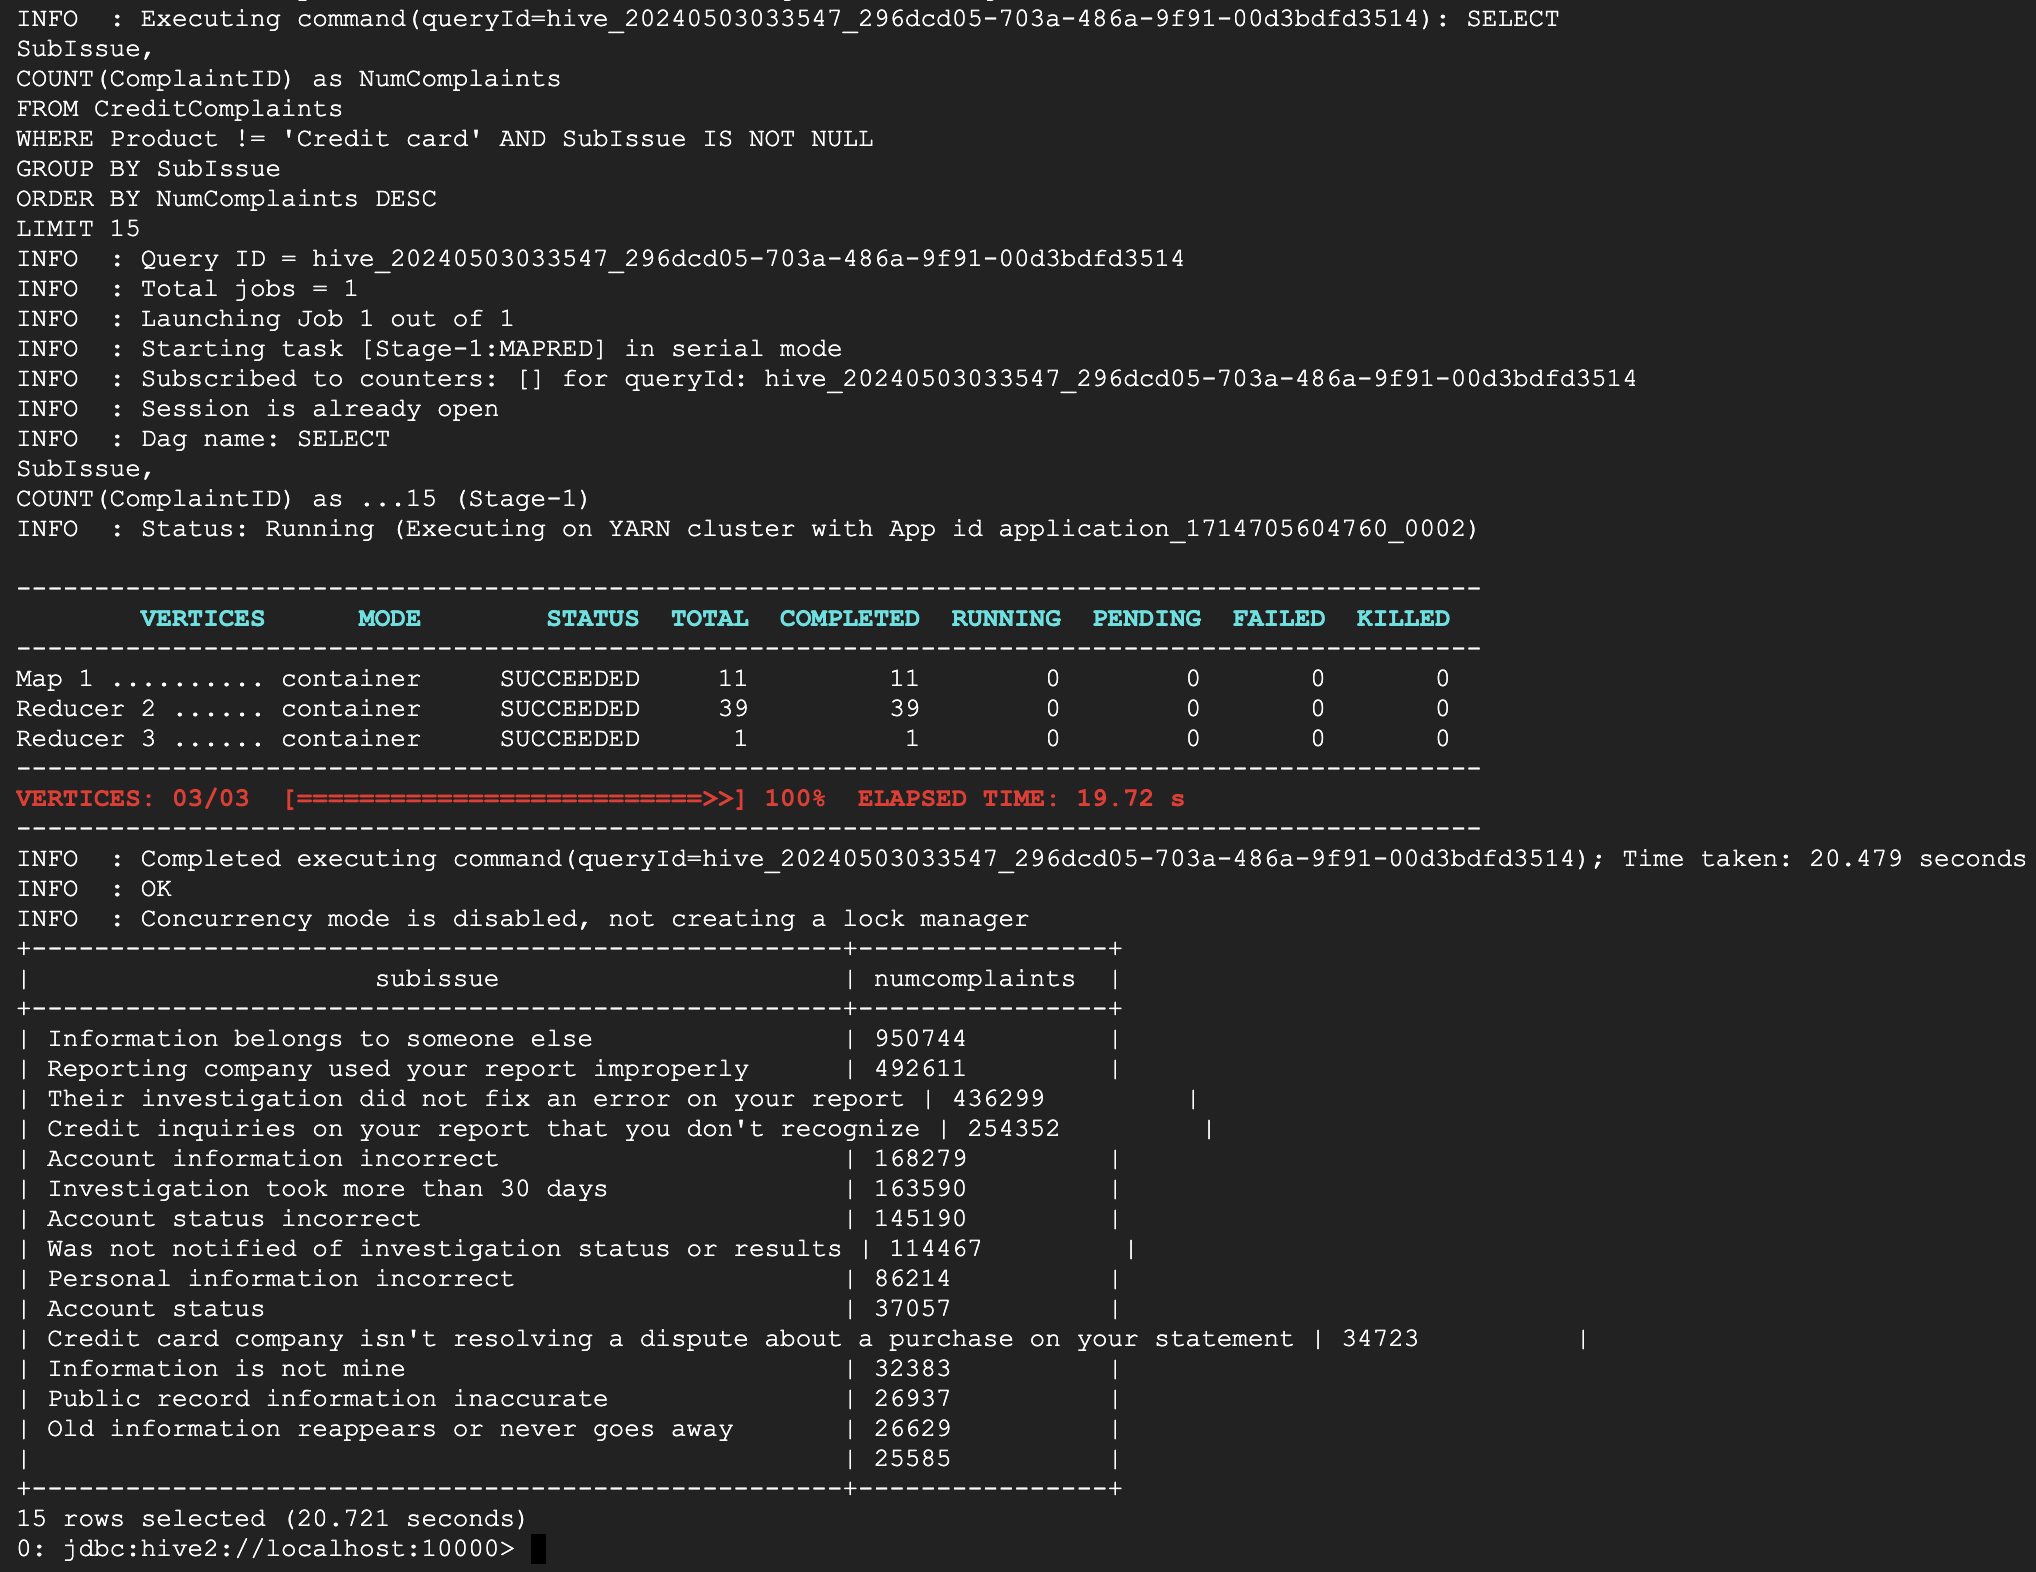 INFO  : Executing command(queryId=hive_20240503033547_296dcd05-703a-486a-9f91-00d3bdfd3514): SELECT
SubIssue,
COUNT(ComplaintID) as NumComplaints
FROM CreditComplaints
WHERE Product != 'Credit card' AND SubIssue IS NOT NULL
GROUP BY SubIssue
ORDER BY NumComplaints DESC
LIMIT 15
INFO  : Query ID = hive_20240503033547_296dcd05-703a-486a-9f91-00d3bdfd3514
INFO  : Total jobs = 1
INFO  : Launching Job 1 out of 1
INFO  : Starting task [Stage-1:MAPRED] in serial mode
INFO  : Subscribed to counters: [] for queryId: hive_20240503033547_296dcd05-703a-486a-9f91-00d3bdfd3514
INFO  : Session is already open
INFO  : Dag name: SELECT
SubIssue,
COUNT(ComplaintID) as ...15 (Stage-1)
INFO  : Status: Running (Executing on YARN cluster with App id application_1714705604760_0002)
----------------------------------------------------------------------------------------------
        VERTICES      MODE        STATUS  TOTAL  COMPLETED  RUNNING  PENDING  FAILED  KILLED
----------------------------------------------------------------------------------------------
Map 1 .......... container     SUCCEEDED     11         11        0        0       0       0
Reducer 2 ...... container     SUCCEEDED     39         39        0        0       0       0
Reducer 3 ...... container     SUCCEEDED      1          1        0        0       0       0
----------------------------------------------------------------------------------------------
VERTICES: 03/03  [==========================>>] 100%  ELAPSED TIME: 19.72 s
----------------------------------------------------------------------------------------------
INFO  : Completed executing command(queryId=hive_20240503033547_296dcd05-703a-486a-9f91-00d3bdfd3514); Time taken: 20.479 seconds
INFO  : OK
INFO  : Concurrency mode is disabled, not creating a lock manager
+----------------------------------------------------+----------------+
|                      subissue                      | numcomplaints  |
+----------------------------------------------------+----------------+
| Information belongs to someone else                | 950744         |
| Reporting company used your report improperly      | 492611         |
| Their investigation did not fix an error on your report | 436299         |
| Credit inquiries on your report that you don't recognize | 254352         |
| Account information incorrect                      | 168279         |
| Investigation took more than 30 days               | 163590         |
| Account status incorrect                           | 145190         |
| Was not notified of investigation status or results | 114467         |
| Personal information incorrect                     | 86214          |
| Account status                                     | 37057          |
| Credit card company isn't resolving a dispute about a purchase on your statement | 34723          |
| Information is not mine                            | 32383          |
| Public record information inaccurate               | 26937          |
| Old information reappears or never goes away       | 26629          |
|                                                    | 25585          |
+----------------------------------------------------+----------------+
15 rows selected (20.721 seconds)
0: jdbc:hive2://localhost:10000>